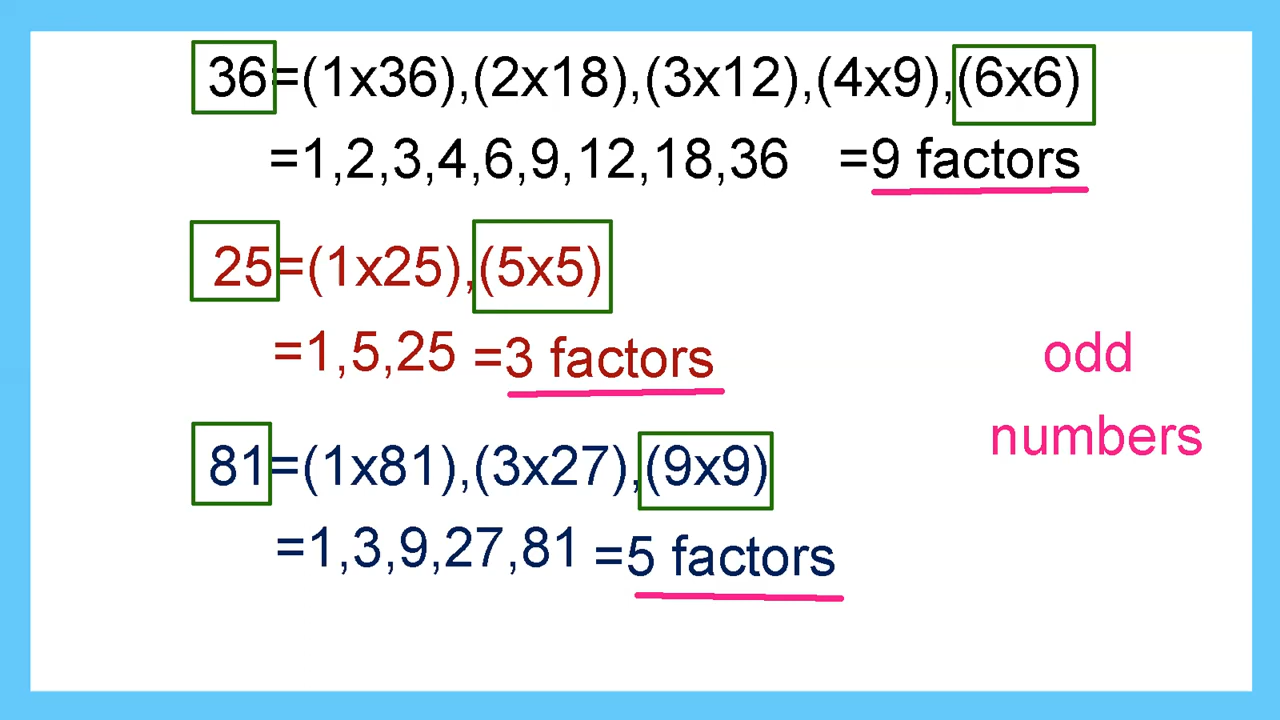 36=(1x36),(2x18),(3x12),(4x9),(6x6)
=1,2,3,4,6,9,12,18,36 =9 factors
25=(1x25),(5x5)
=1,5,25 =3 factors
odd
numbers
81=(1x81),(3x27),(9x9)
=1,3,9,27,81 =5 factors